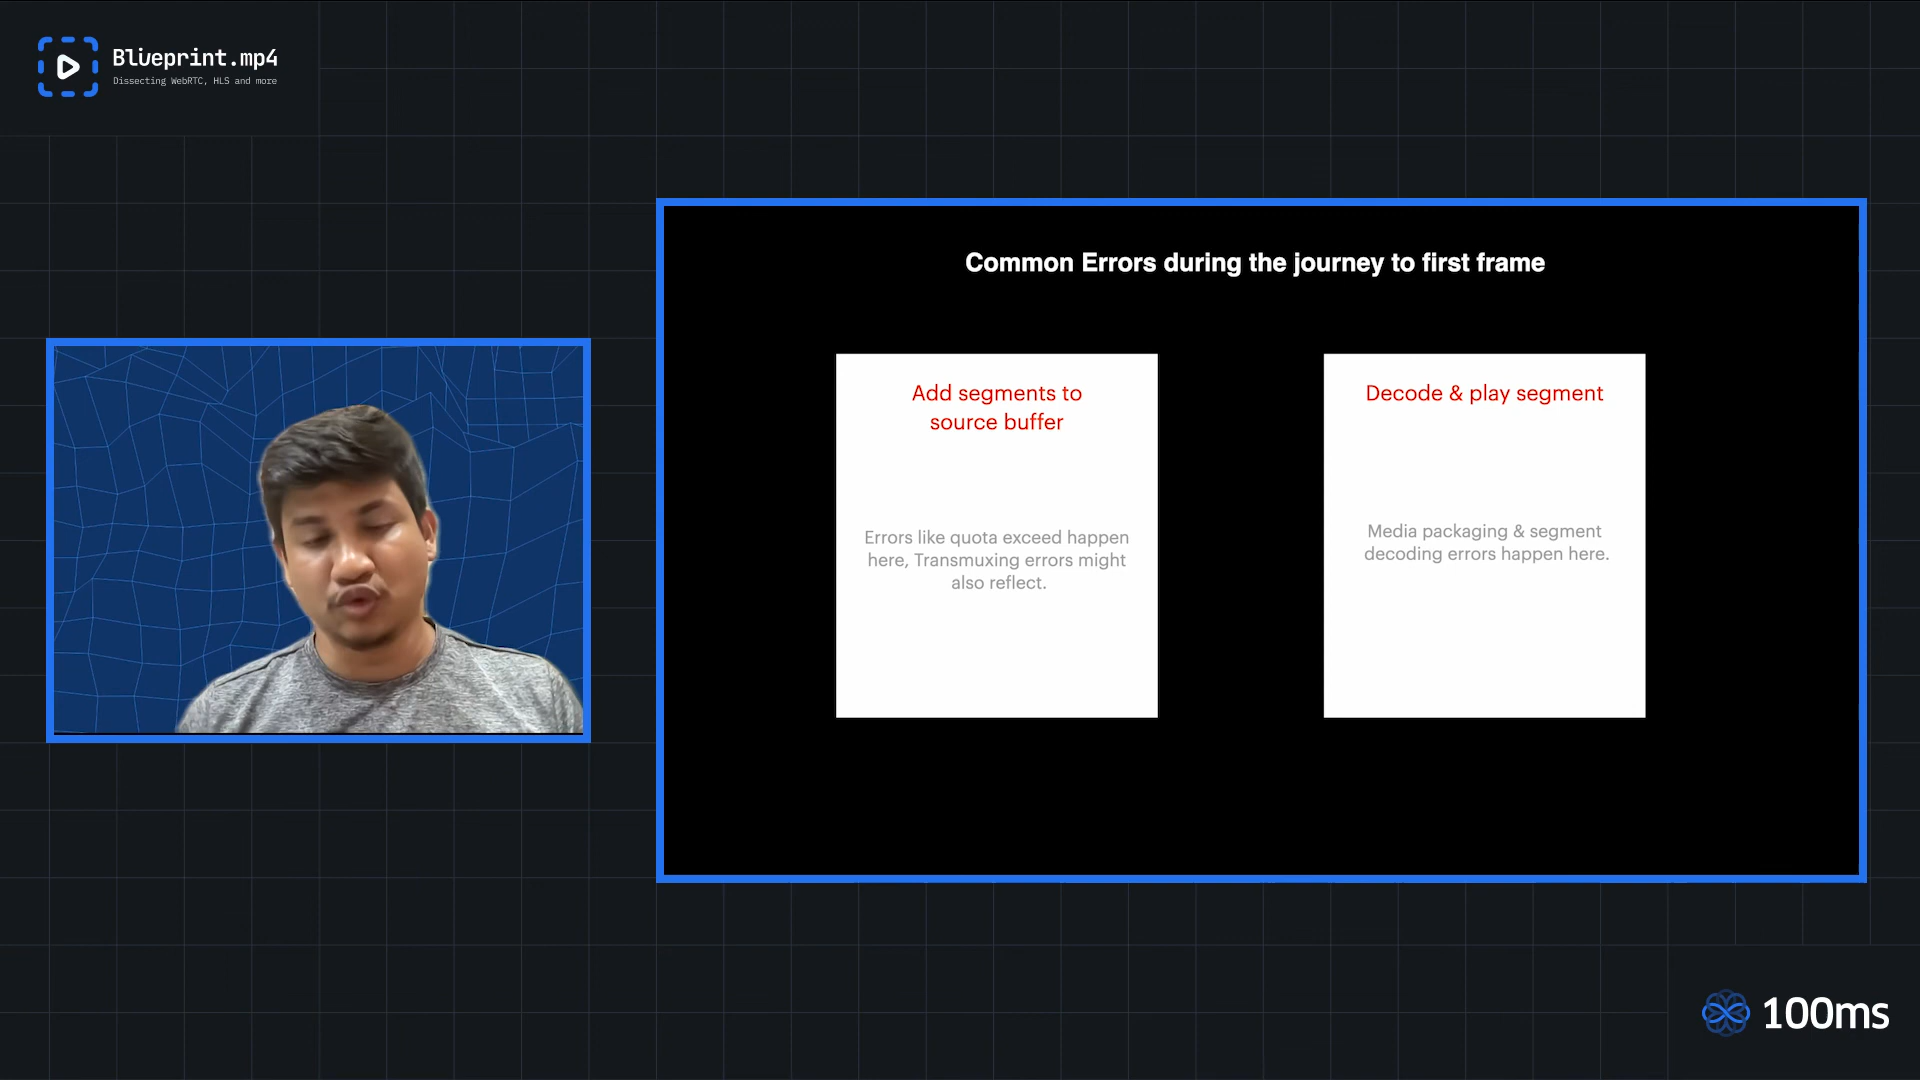 Blueprint.mp4
Dissecting WebRTC, HLS and more
Common Errors during the journey to first frame
Add segments to
source buffer
Errors like quota exceed happen
here, Transmuxing errors might
also reflect.
Decode & play segment
Media packaging & segment
decoding errors happen here.
100ms